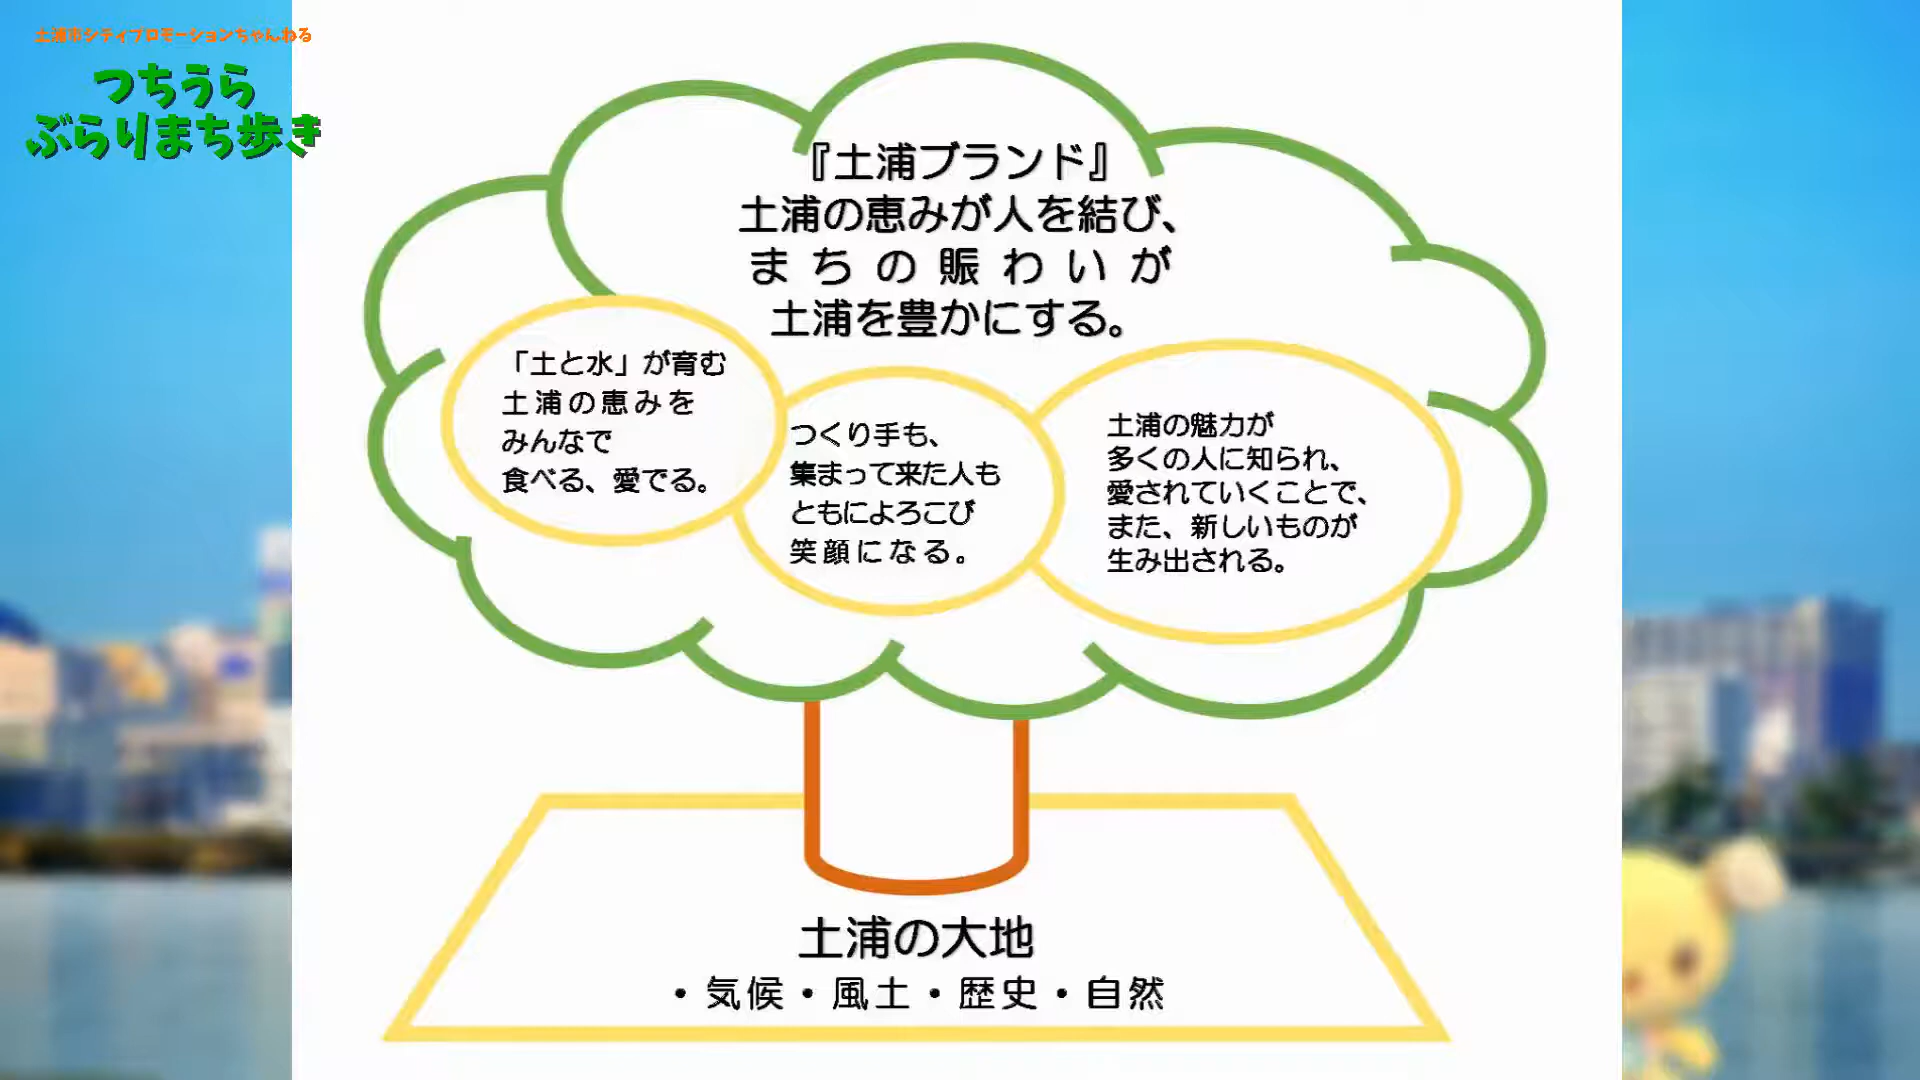 土浦市シティプロモーションちゃんねる
つちうら
ぶらりまち歩き
『土浦ブランド』
土浦の恵みが人を結び、
まちの賑わいが
土浦を豊かにする。
「土と水」が育む
土浦の恵みを
みんなで
食べる、愛でる。
つくり手も、
集まって来た人も
ともによろこび
笑顔になる。
土浦の魅力が
多くの人に知られ、
愛されていくことで、
また、新しいものが
生み出される。
土浦の大地
・気候・風土・歴史・自然